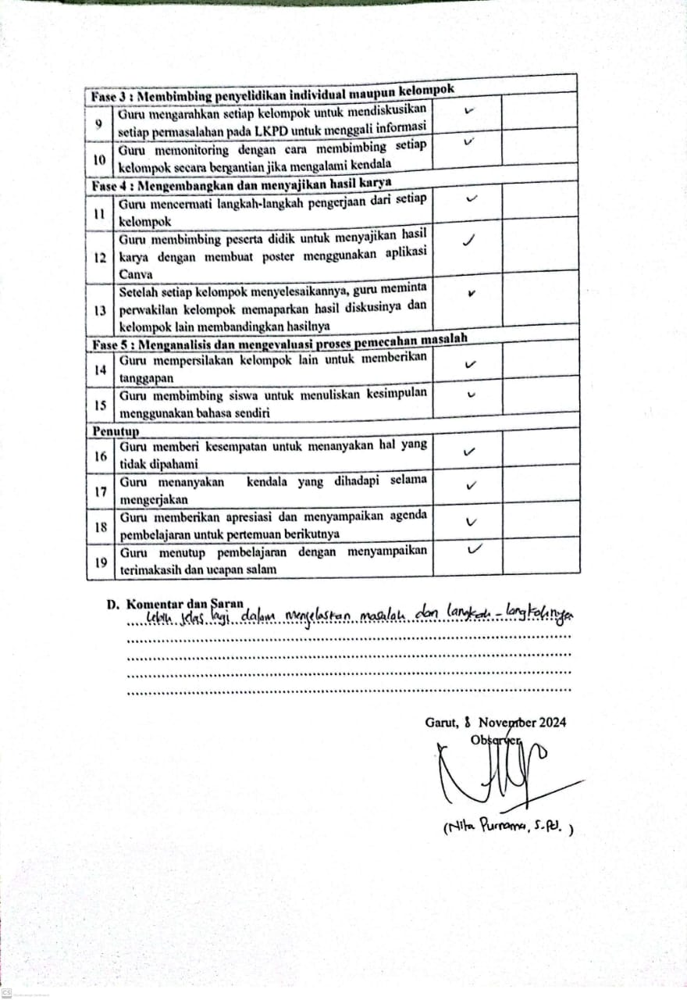 Fase 3 : Membimbing penyelidikan individual maupun kelompok
9 Guru mengarahkan setiap kelompok untuk mendiskusikan
setiap permasalahan pada LKPD untuk menggali informasi
10 Guru memonitoring dengan cara membimbing setiap
kelompok secara bergantian jika mengalami kendala
Fase 4 : Mengembangkan dan menyajikan hasil karya
11 Guru mencermati langkah-langkah pengerjaan dari setiap
kelompok
Guru membimbing peserta didik untuk menyajikan hasil
12 karya dengan membuat poster menggunakan aplikasi
Canva
Setelah setiap kelompok menyelesaikannya, guru meminta
13 perwakilan kelompok memaparkan hasil diskusinya dan
kelompok lain membandingkan hasilnya
Fase 5 : Menganalisis dan mengevaluasi proses pemecahan masalah
14 Guru mempersilakan kelompok lain untuk memberikan
tanggapan
15 Guru membimbing siswa untuk menuliskan kesimpulan
menggunakan bahasa sendiri
Penutup
16 Guru memberi kesempatan untuk menanyakan hal yang
tidak dipahami
17 Guru menanyakan kendala yang dihadapi selama
mengerjakan
18 Guru memberikan apresiasi dan menyampaikan agenda
pembelajaran untuk pertemuan berikutnya
19 Guru menutup pembelajaran dengan menyampaikan
terimakasih dan ucapan salam
D. Komentar dan Saran
Lebih jelas lagi dalam menjelaskan masalah dan langkah-langkahnya
Garut, 8 November 2024
Observer
(Nita Purnama, S.Pd.)
CS